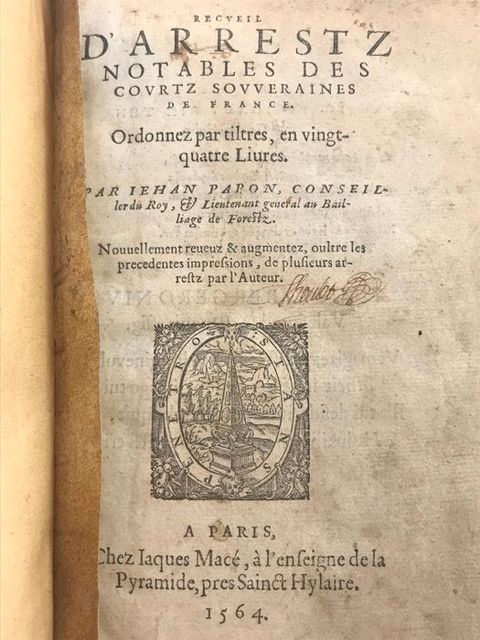 RECVEIL
D'ARRESTZ
NOTABLES DES
COVRTZ SOVVERAINES
DE FRANCE.
Ordonnez par tiltres, en vingt-
quatre Liures.
PAR IEHAN PAPON, CONSEIL-
ler du Roy, & Lieutenant general au Bail-
liage de Forestz.
Nouuellement reueuz & augmentez, oultre les
precedentes impreſsions, de pluſieurs ar-
restz par l'Auteur.
STANS PENETRO
A PARIS,
Chez Iaques Macé, à l'enſeigne de la
Pyramide, pres Sainct Hylaire.
1564.